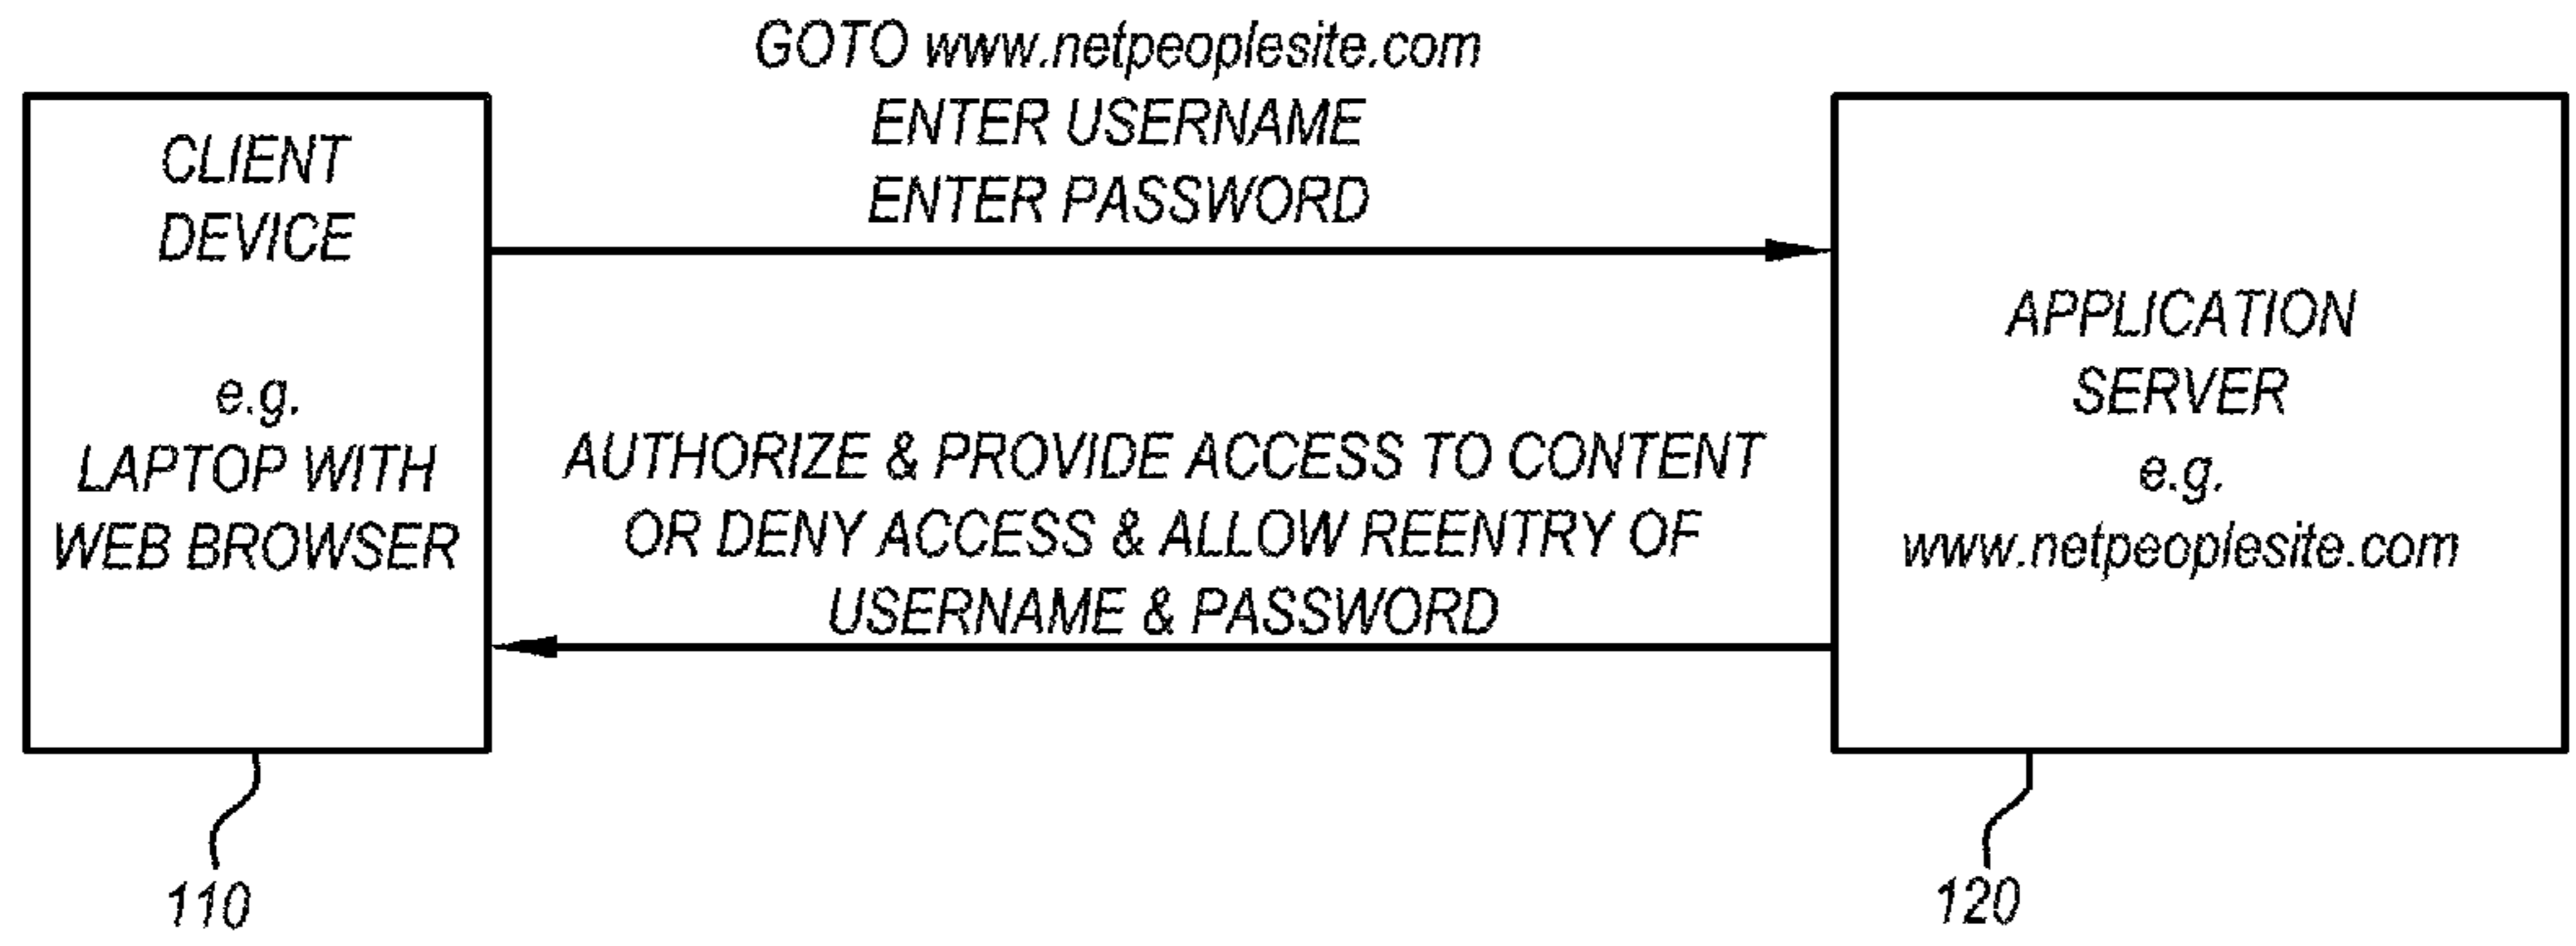 GOTO www.netpeoplesite.com
ENTER USERNAME
ENTER PASSWORD
CLIENT
DEVICE
e.g.
LAPTOP WITH
WEB BROWSER
AUTHORIZE & PROVIDE ACCESS TO CONTENT
OR DENY ACCESS & ALLOW REENTRY OF
USERNAME & PASSWORD
APPLICATION
SERVER
e.g.
www.netpeoplesite.com
110
120